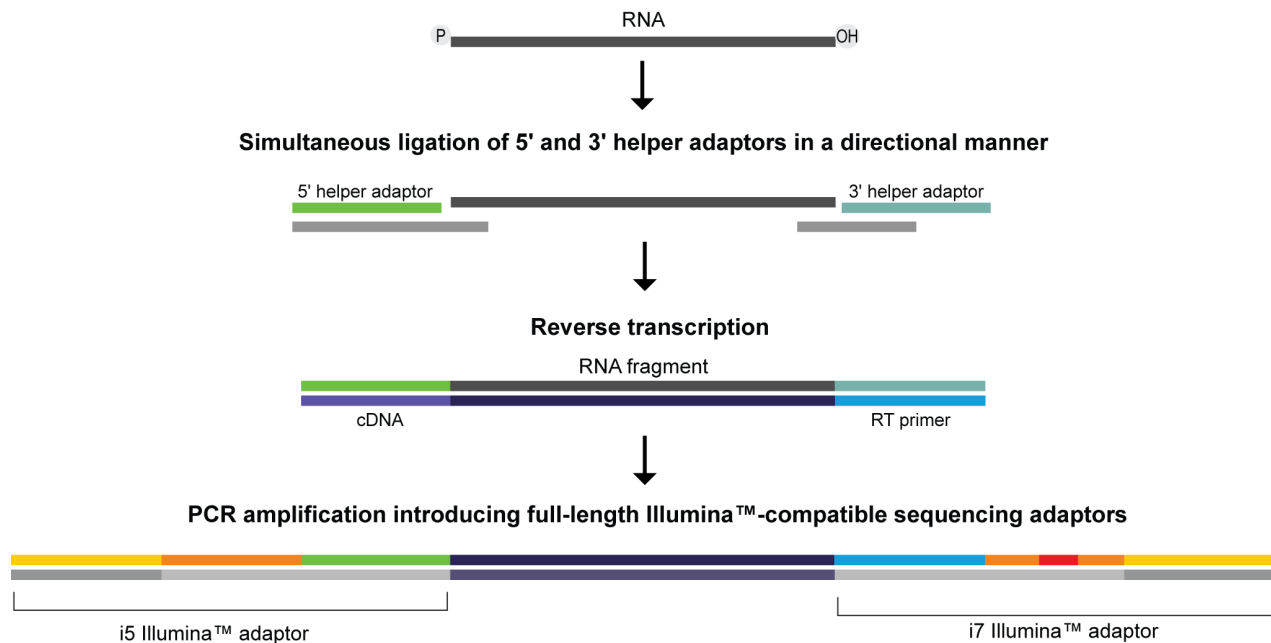 RNA
P
OH
Simultaneous ligation of 5' and 3' helper adaptors in a directional manner
5' helper adaptor
3' helper adaptor
Reverse transcription
RNA fragment
cDNA
RT primer
PCR amplification introducing full-length Illumina™-compatible sequencing adaptors
i5 Illumina™ adaptor
i7 Illumina™ adaptor